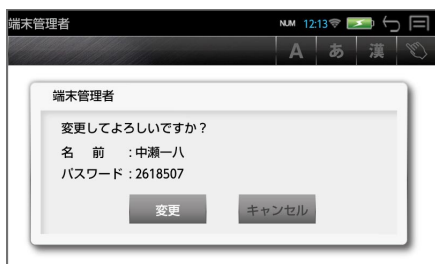 端末管理者 NUM 12:13
A あ 漢
端末管理者
変更してよろしいですか？
名　前　:中瀬一八
パスワード : 2618507
変更 キャンセル